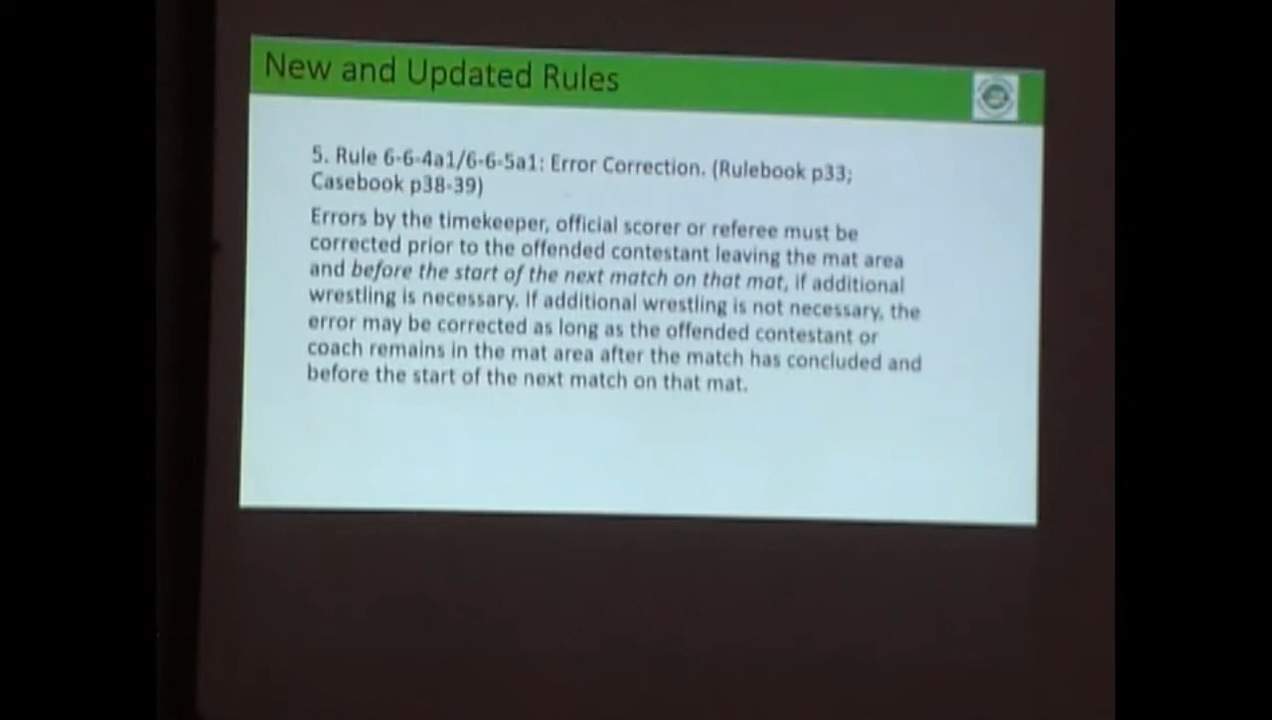 New and Updated Rules
5. Rule 6-6-4a1/6-6-5a1: Error Correction. (Rulebook p33;
Casebook p38-39)
Errors by the timekeeper, official scorer or referee must be
corrected prior to the offended contestant leaving the mat area
and before the start of the next match on that mat, if additional
wrestling is necessary. If additional wrestling is not necessary, the
error may be corrected as long as the offended contestant or
coach remains in the mat area after the match has concluded and
before the start of the next match on that mat.